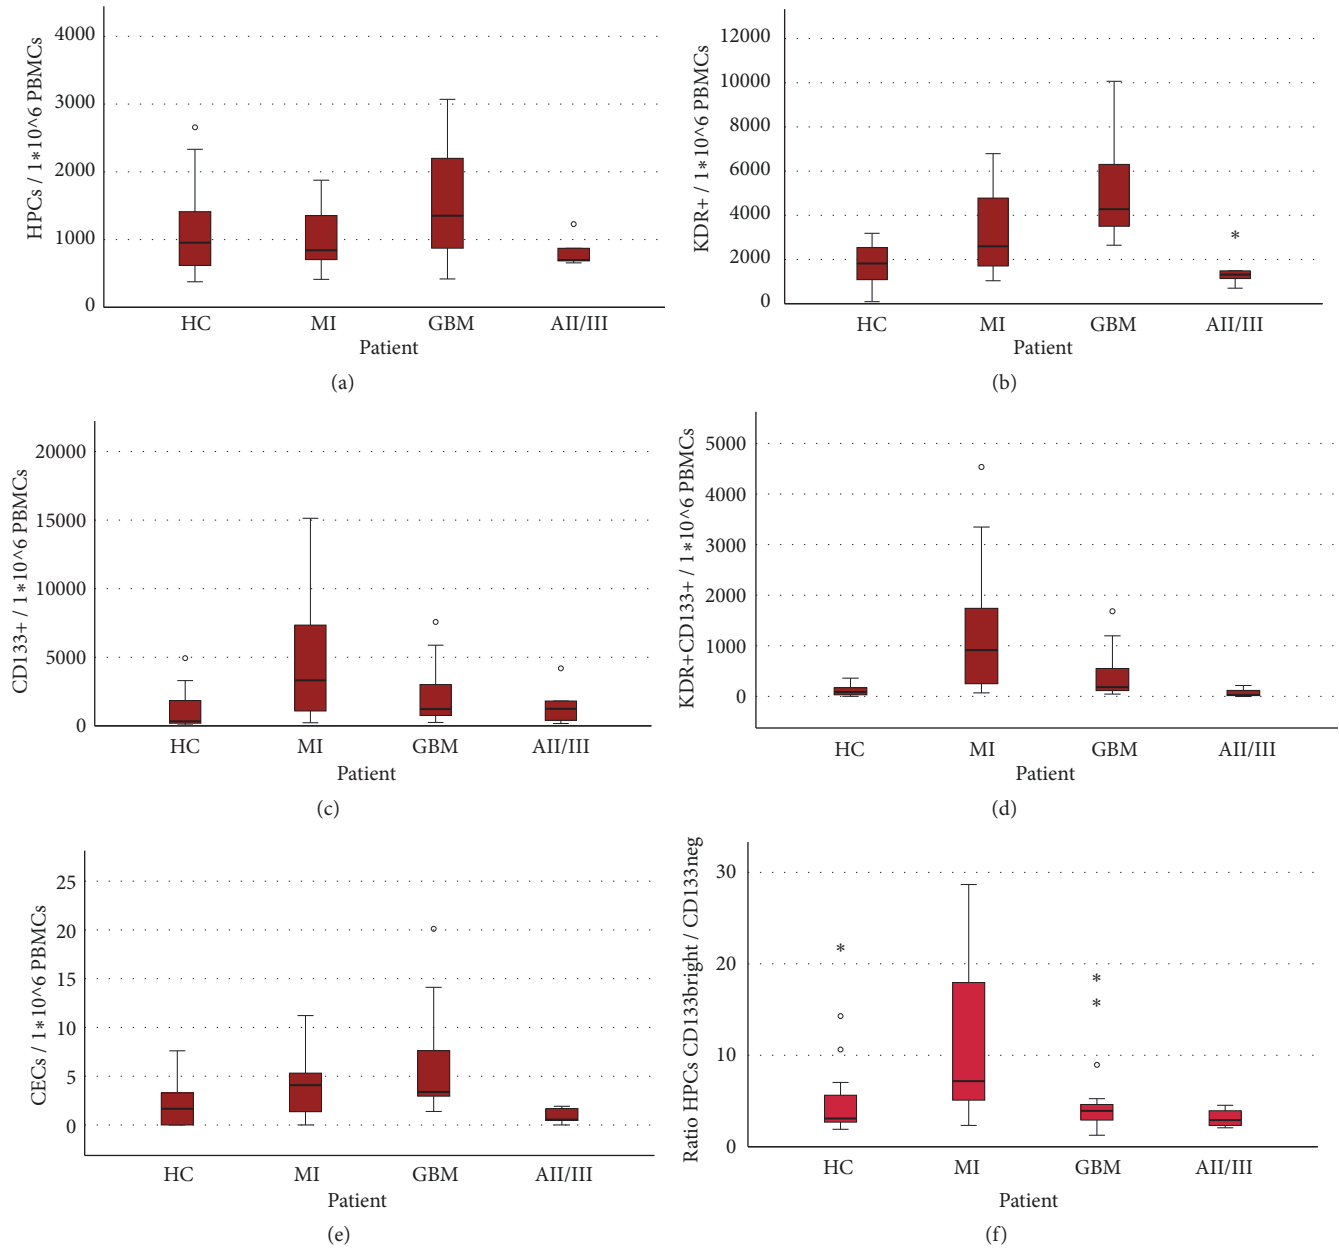 HPCs / 1*10^6 PBMCs
4000
3000
2000
1000
0
HC MI GBM AII/III
Patient
(a)
KDR+ / 1*10^6 PBMCs
12000
10000
8000
6000
4000
2000
0
*
HC MI GBM AII/III
Patient
(b)
CD133+ / 1*10^6 PBMCs
20000
15000
10000
5000
0
HC MI GBM AII/III
Patient
(c)
KDR+CD133+ / 1*10^6 PBMCs
5000
4000
3000
2000
1000
0
HC MI GBM AII/III
Patient
(d)
CECs / 1*10^6 PBMCs
25
20
15
10
5
0
HC MI GBM AII/III
Patient
(e)
Ratio HPCs CD133bright / CD133neg
30
20
10
0
*
*
*
HC MI GBM AII/III
Patient
(f)